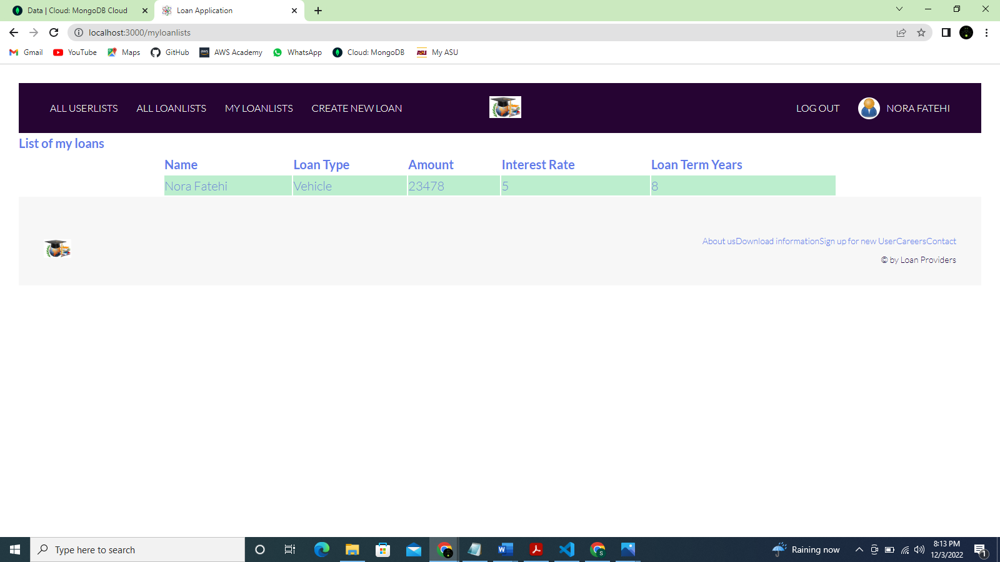 Data | Cloud: MongoDB Cloud
Loan Application
localhost:3000/myloanlists
Gmail YouTube Maps GitHub AWS Academy WhatsApp Cloud: MongoDB My ASU
ALL USERLISTS ALL LOANLISTS MY LOANLISTS CREATE NEW LOAN LOG OUT NORA FATEHI
List of my loans
Name Loan Type Amount Interest Rate Loan Term Years
Nora Fatehi Vehicle 23478 5 8
About usDownload informationSign up for new UserCareersContact
© by Loan Providers
Type here to search
Raining now
8:13 PM
12/3/2022
1